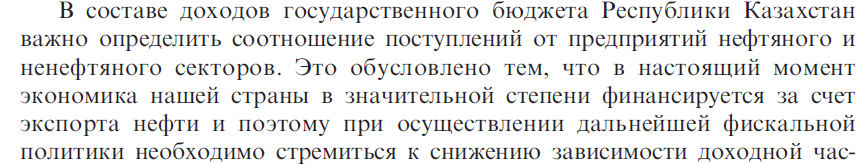 В составе доходов государственного бюджета Республики Казахстан
важно определить соотношение поступлений от предприятий нефтяного и
ненефтяного секторов. Это обусловлено тем, что в настоящий момент
экономика нашей страны в значительной степени финансируется за счет
экспорта нефти и поэтому при осуществлении дальнейшей фискальной
политики необходимо стремиться к снижению зависимости доходной час-